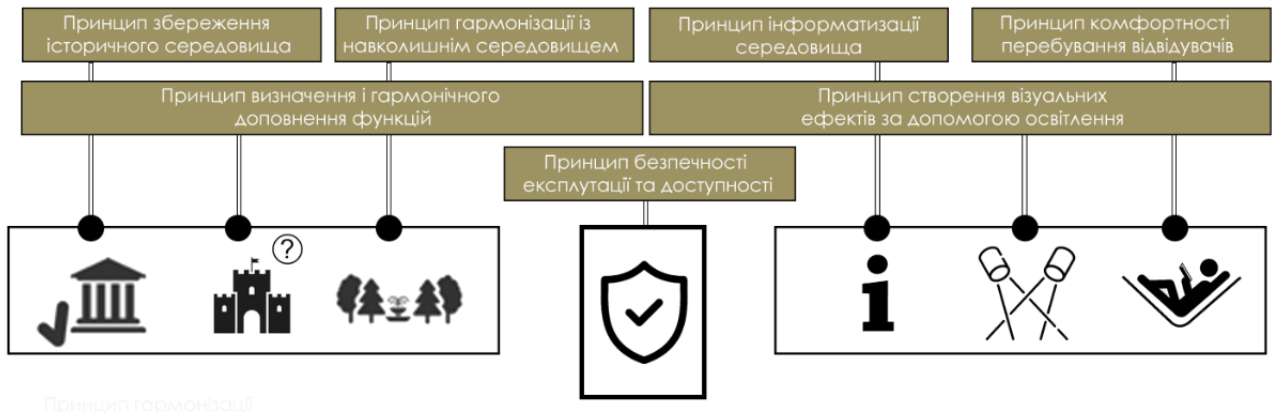 Принцип збереження
історичного середовища
Принцип гармонізації із
навколишнім середовищем
Принцип інформатизації
середовища
Принцип комфортності
перебування відвідувачів
Принцип визначення і гармонічного
доповнення функцій
Принцип створення візуальних
ефектів за допомогою освітлення
Принцип безпечності
експлутації та доступності
?
i
Принцип гармонізації